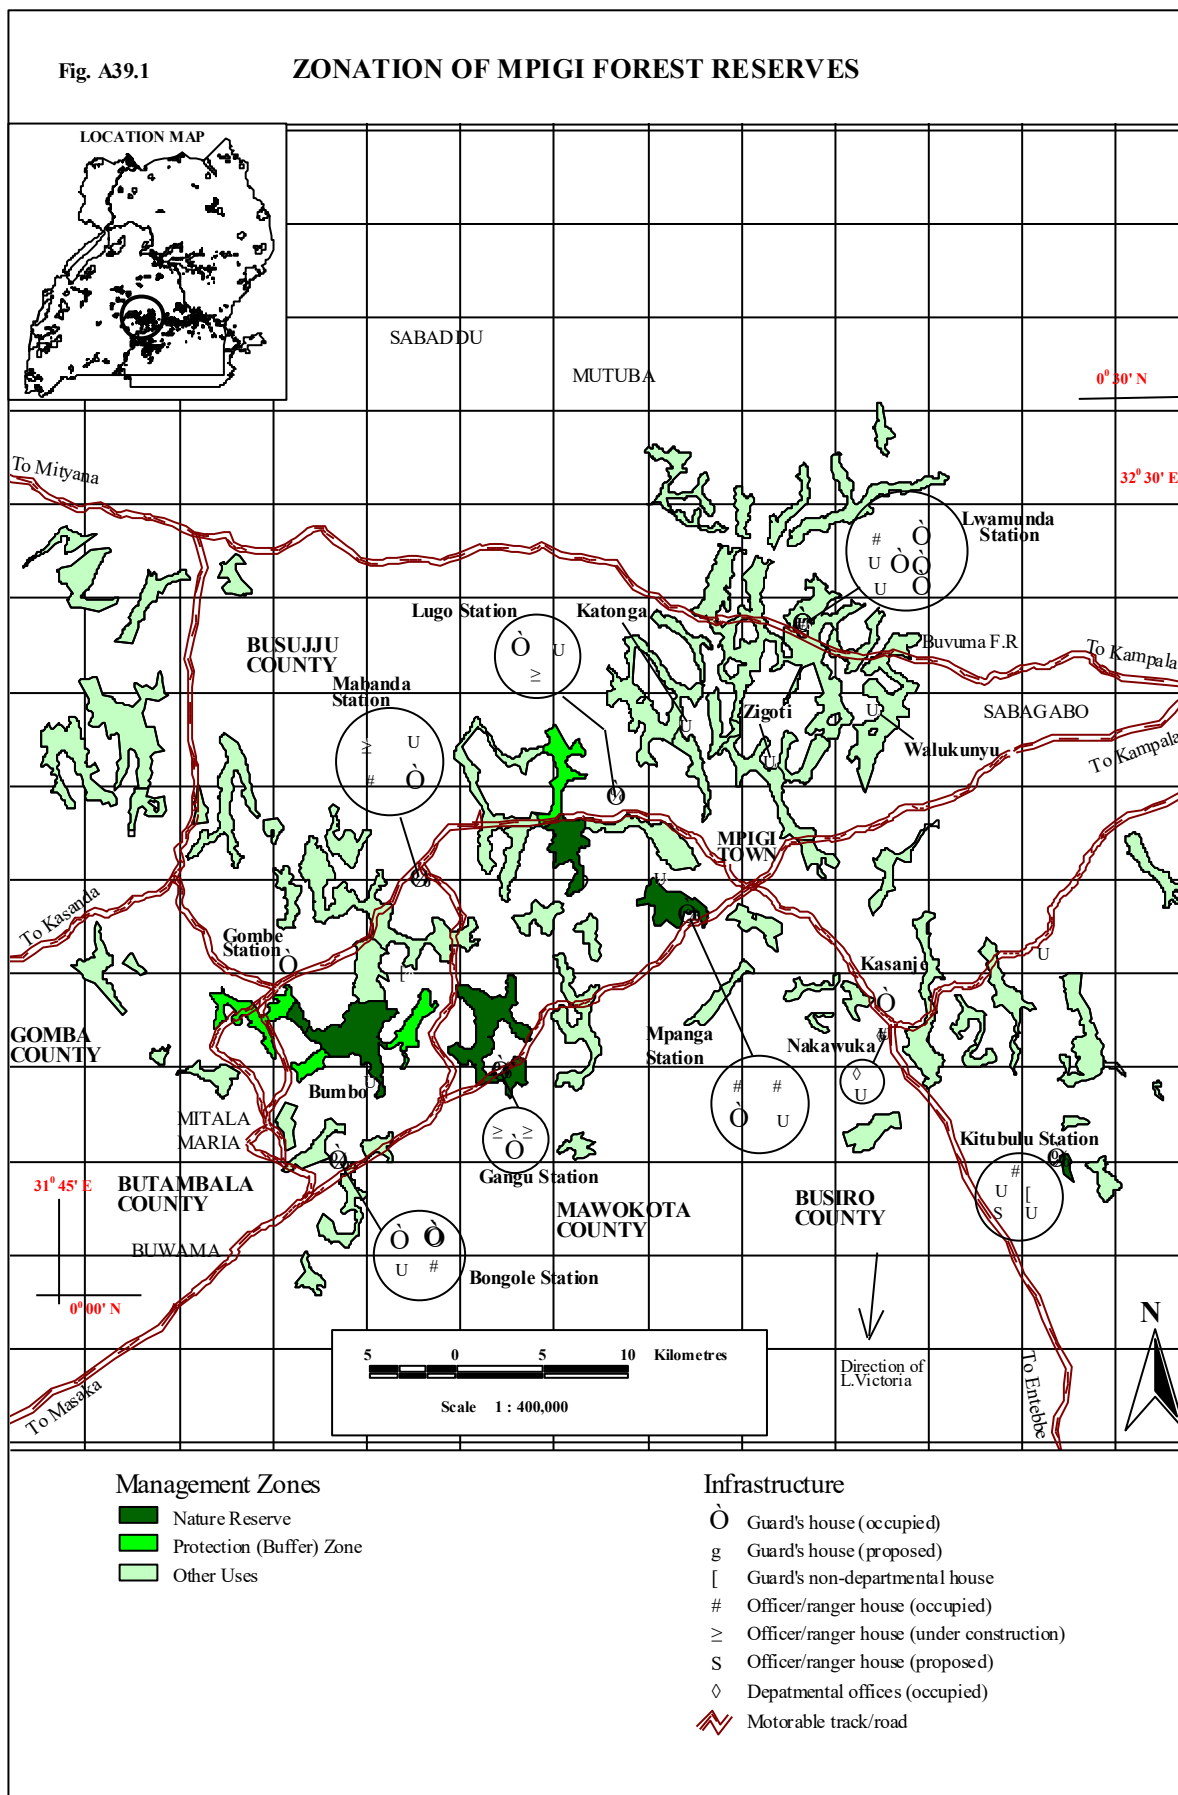 Fig. A39.1
ZONATION OF MPIGI FOREST RESERVES
LOCATION MAP
SABADDU
MUTUBA
0⁰ 30' N
To Mityana
32⁰ 30' E
Lwamunda
Station
# Ò
U Ò Ò
U Ò
Lugo Station
Katonga
Ò U
≥
BUSUJJU
COUNTY
Buvuma F.R
To Kampala
Mabanda
Station
≥ U
# Ò
Zigoti
U
U
U
SABAGABO
Walukunyu
To Kampala
MPIGI
TOWN
U
To Kasanda
Gombe
Station
Ò
[
Kasanje
U
Ò
GOMBA
COUNTY
Mpanga
Station
Nakawuka
◊
U
# #
Ò U
Bumbo
U
MITALA
MARIA
≥ ≥
Ò
Gangu Station
Kitubulu Station
#
U [
S U
31⁰ 45' E
BUTAMBALA
COUNTY
MAWOKOTA
COUNTY
BUSIRO
COUNTY
BUWAMA
Ò Ò
U #
Bongole Station
0⁰ 00' N
N
5 0 5 10 Kilometres
Scale 1 : 400,000
Direction of
L.Victoria
To Masaka
To Entebbe
Management Zones
Nature Reserve
Protection (Buffer) Zone
Other Uses
Infrastructure
Ò Guard's house (occupied)
g Guard's house (proposed)
[ Guard's non-departmental house
# Officer/ranger house (occupied)
≥ Officer/ranger house (under construction)
S Officer/ranger house (proposed)
◊ Depatmental offices (occupied)
Motorable track/road